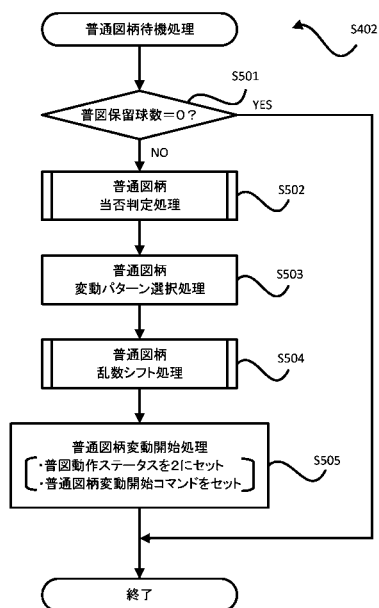 普通図柄待機処理
S402
S501
普図保留球数=0？
YES
NO
普通図柄
当否判定処理
S502
普通図柄
変動パターン選択処理
S503
普通図柄
乱数シフト処理
S504
普通図柄変動開始処理
・普図動作ステータスを2にセット
・普通図柄変動開始コマンドをセット
S505
終了